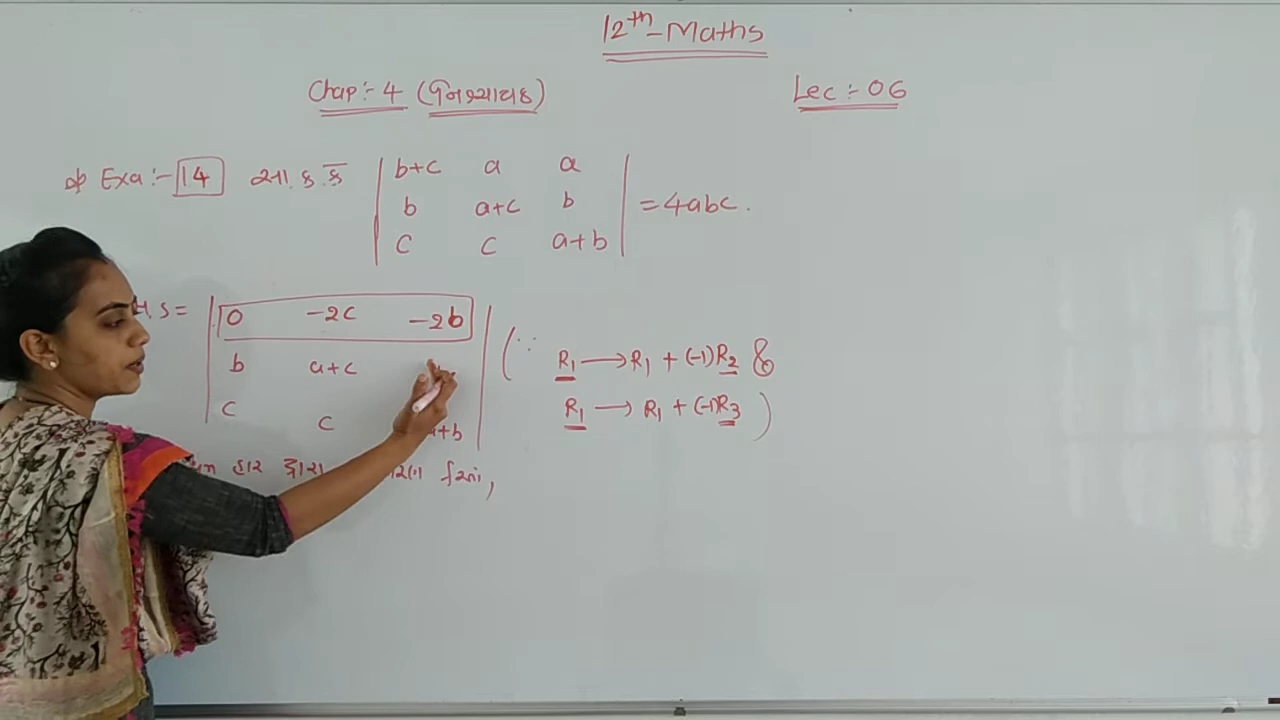 12th-Maths
Chap:- 4 (નિશ્ચાયક) Lec:- 06
Exa:- 14 સા. કે. કે
| b+c a a |
| b a+c b | = 4abc.
| c c a+b |
S =
| 0 -2c -2b |
| b a+c
| c c +b |
(∵ R1 → R1 + (-1)R2 &
R1 → R1 + (-1)R3 )
હાર દ્વારા